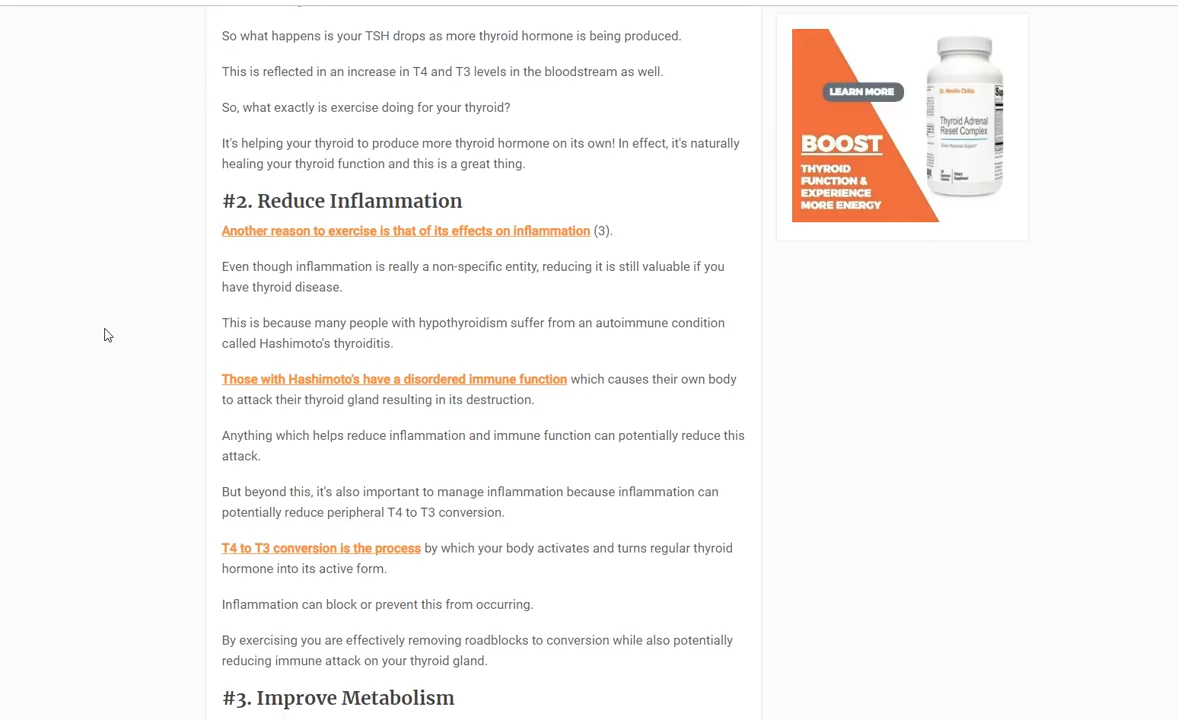 So what happens is your TSH drops as more thyroid hormone is being produced.
This is reflected in an increase in T4 and T3 levels in the bloodstream as well.
So, what exactly is exercise doing for your thyroid?
It's helping your thyroid to produce more thyroid hormone on its own! In effect, it's naturally
healing your thyroid function and this is a great thing.
#2. Reduce Inflammation
Another reason to exercise is that of its effects on inflammation (3).
Even though inflammation is really a non-specific entity, reducing it is still valuable if you
have thyroid disease.
This is because many people with hypothyroidism suffer from an autoimmune condition
called Hashimoto's thyroiditis.
Those with Hashimoto's have a disordered immune function which causes their own body
to attack their thyroid gland resulting in its destruction.
Anything which helps reduce inflammation and immune function can potentially reduce this
attack.
But beyond this, it's also important to manage inflammation because inflammation can
potentially reduce peripheral T4 to T3 conversion.
T4 to T3 conversion is the process by which your body activates and turns regular thyroid
hormone into its active form.
Inflammation can block or prevent this from occurring.
By exercising you are effectively removing roadblocks to conversion while also potentially
reducing immune attack on your thyroid gland.
#3. Improve Metabolism
LEARN MORE
BOOST
THYROID
FUNCTION &
EXPERIENCE
MORE ENERGY
Dr. Westin Childs
Thyroid Adrenal
Reset Complex